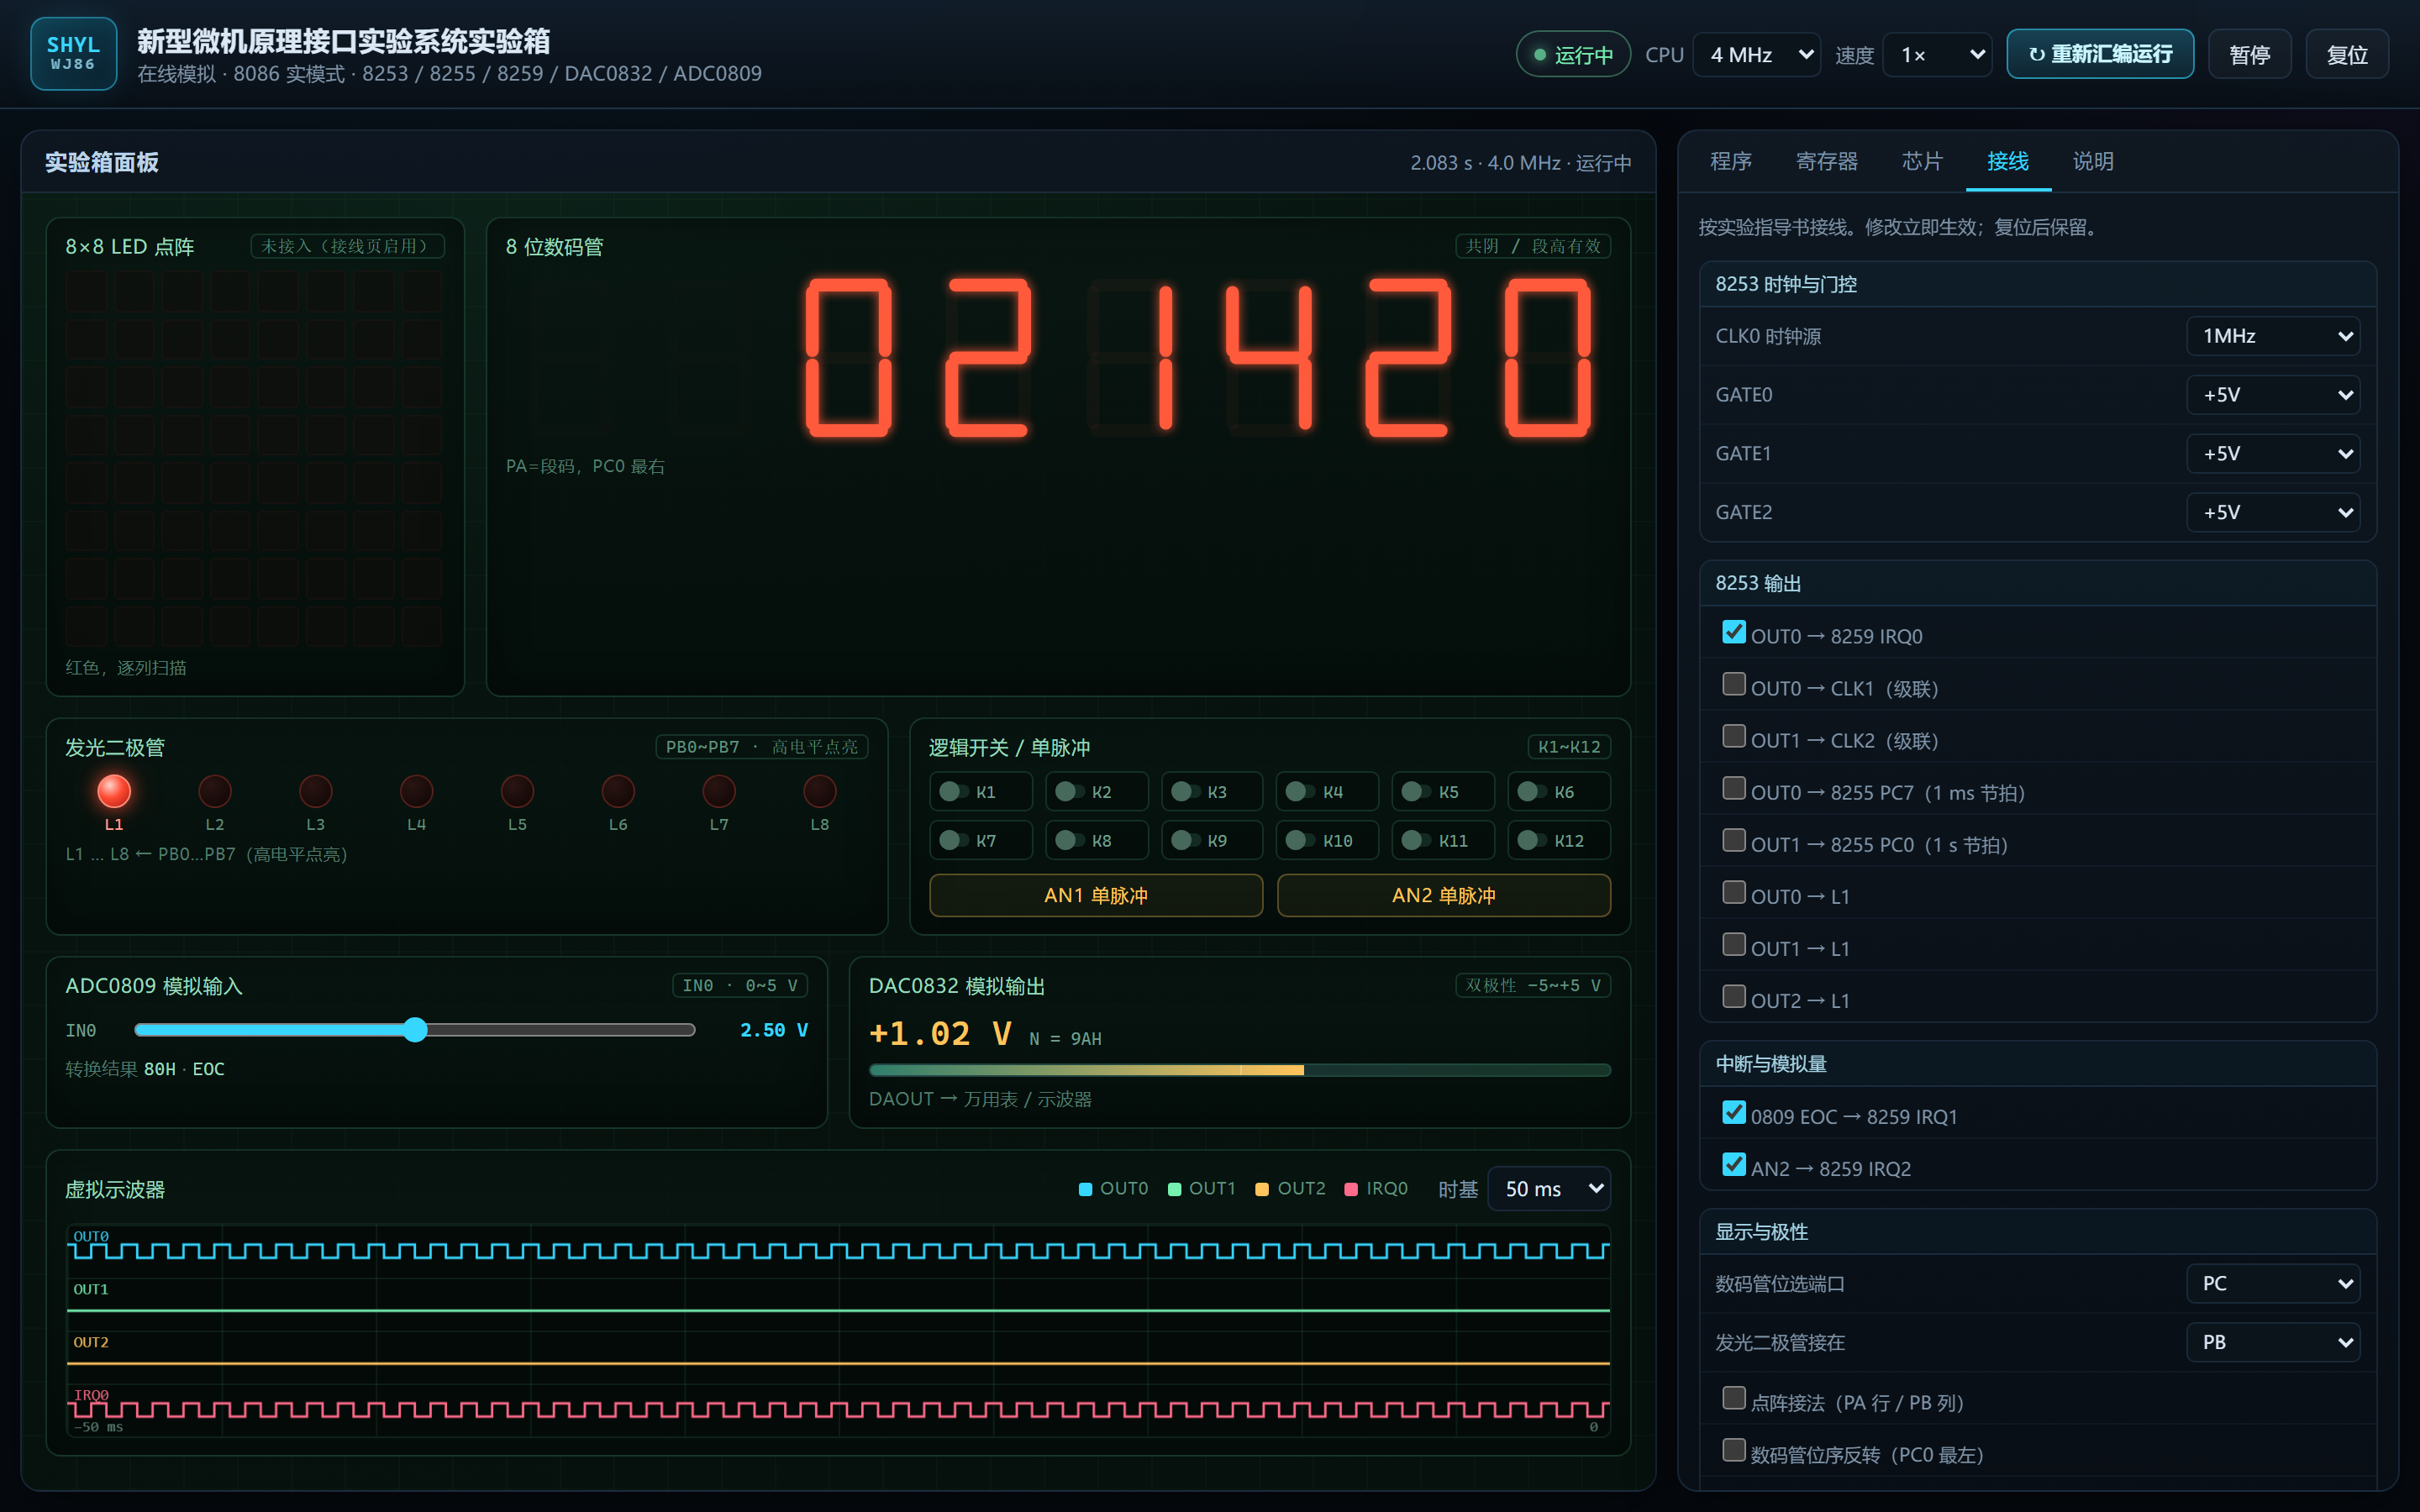 SHYL
WJ86
新型微机原理接口实验系统实验箱
在线模拟 · 8086 实模式 · 8253 / 8255 / 8259 / DAC0832 / ADC0809
运行中
CPU
4 MHz
速度
1×
↻ 重新汇编运行
暂停
复位
实验箱面板
2.083 s · 4.0 MHz · 运行中
8×8 LED 点阵
未接入（接线页启用）
红色，逐列扫描
8 位数码管
共阴 / 段高有效
021420
PA=段码，PC0 最右
发光二极管
PB0~PB7 · 高电平点亮
L1
L2
L3
L4
L5
L6
L7
L8
L1 … L8 ← PB0…PB7（高电平点亮）
逻辑开关 / 单脉冲
K1~K12
K1
K2
K3
K4
K5
K6
K7
K8
K9
K10
K11
K12
AN1 单脉冲
AN2 单脉冲
ADC0809 模拟输入
IN0 · 0~5 V
IN0
2.50 V
转换结果 80H · EOC
DAC0832 模拟输出
双极性 −5~+5 V
+1.02 V
N = 9AH
DAOUT → 万用表 / 示波器
虚拟示波器
OUT0
OUT1
OUT2
IRQ0
时基
50 ms
OUT0
OUT1
OUT2
IRQ0
−50 ms
0
程序
寄存器
芯片
接线
说明
按实验指导书接线。修改立即生效；复位后保留。
8253 时钟与门控
CLK0 时钟源
1MHz
GATE0
+5V
GATE1
+5V
GATE2
+5V
8253 输出
OUT0 → 8259 IRQ0
OUT0 → CLK1（级联）
OUT1 → CLK2（级联）
OUT0 → 8255 PC7（1 ms 节拍）
OUT1 → 8255 PC0（1 s 节拍）
OUT0 → L1
OUT1 → L1
OUT2 → L1
中断与模拟量
0809 EOC → 8259 IRQ1
AN2 → 8259 IRQ2
显示与极性
数码管位选端口
PC
发光二极管接在
PB
点阵接法（PA 行 / PB 列）
数码管位序反转（PC0 最左）